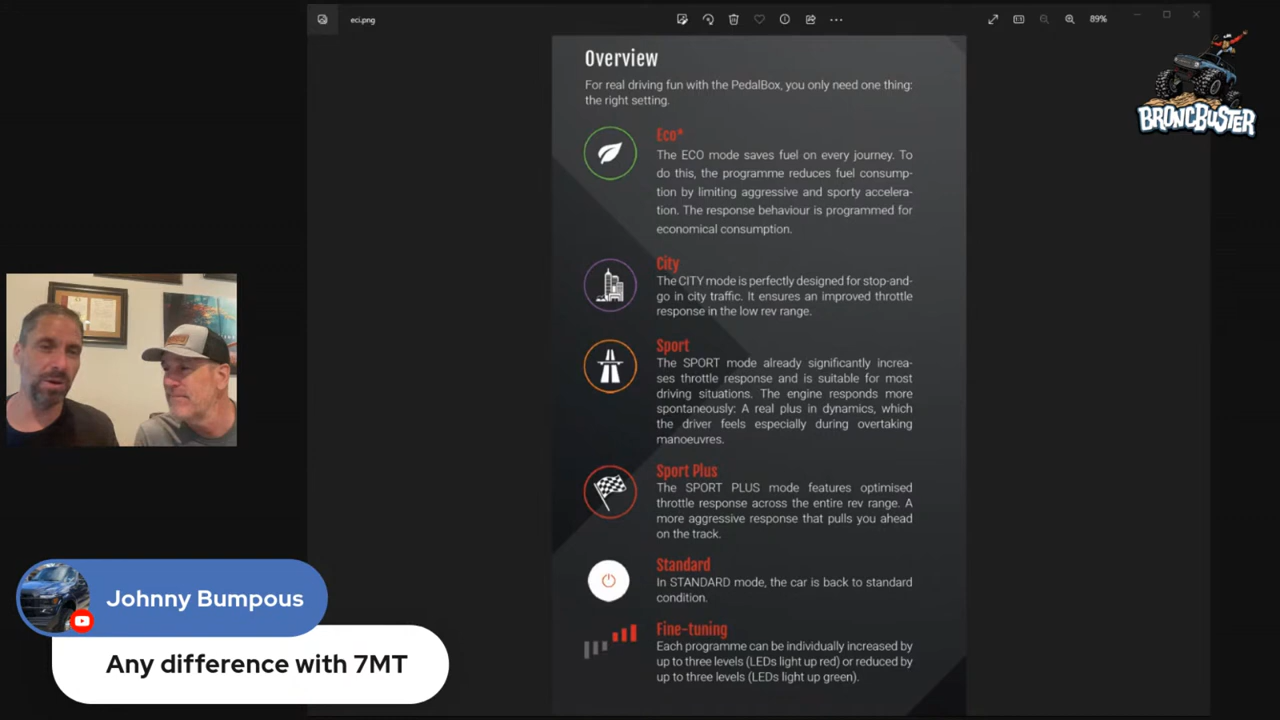 eci.png
89%
BRONCBUSTER
Overview
For real driving fun with the PedalBox, you only need one thing:
the right setting.
Eco*
The ECO mode saves fuel on every journey. To
do this, the programme reduces fuel consump-
tion by limiting aggressive and sporty accelera-
tion. The response behaviour is programmed for
economical consumption.
City
The CITY mode is perfectly designed for stop-and-
go in city traffic. It ensures an improved throttle
response in the low rev range.
Sport
The SPORT mode already significantly increa-
ses throttle response and is suitable for most
driving situations. The engine responds more
spontaneously: A real plus in dynamics, which
the driver feels especially during overtaking
manoeuvres.
Sport Plus
The SPORT PLUS mode features optimised
throttle response across the entire rev range. A
more aggressive response that pulls you ahead
on the track.
Standard
In STANDARD mode, the car is back to standard
condition.
Fine-tuning
Each programme can be individually increased by
up to three levels (LEDs light up red) or reduced by
up to three levels (LEDs light up green).
Johnny Bumpous
Any difference with 7MT